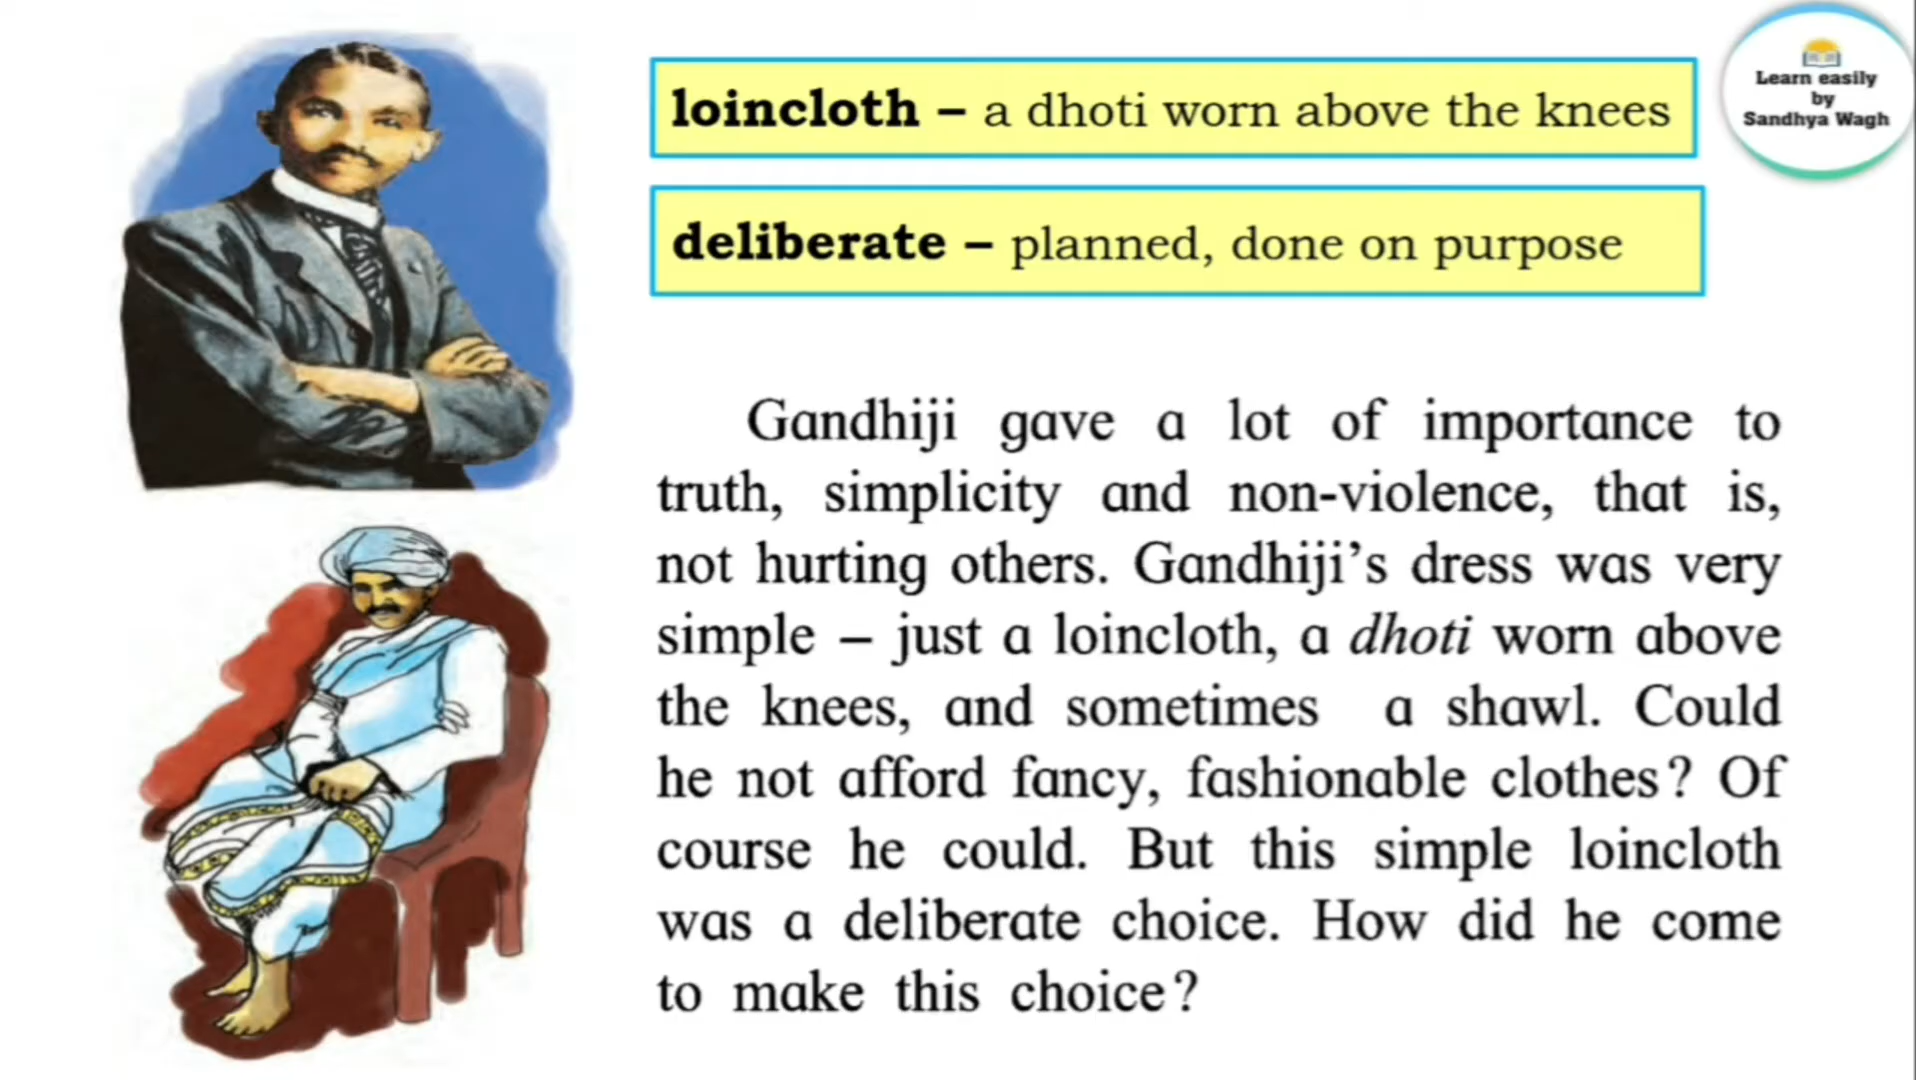 loincloth – a dhoti worn above the knees
deliberate – planned, done on purpose
Learn easily
by
Sandhya Wagh
Gandhiji gave a lot of importance to
truth, simplicity and non-violence, that is,
not hurting others. Gandhiji’s dress was very
simple – just a loincloth, a dhoti worn above
the knees, and sometimes a shawl. Could
he not afford fancy, fashionable clothes? Of
course he could. But this simple loincloth
was a deliberate choice. How did he come
to make this choice?